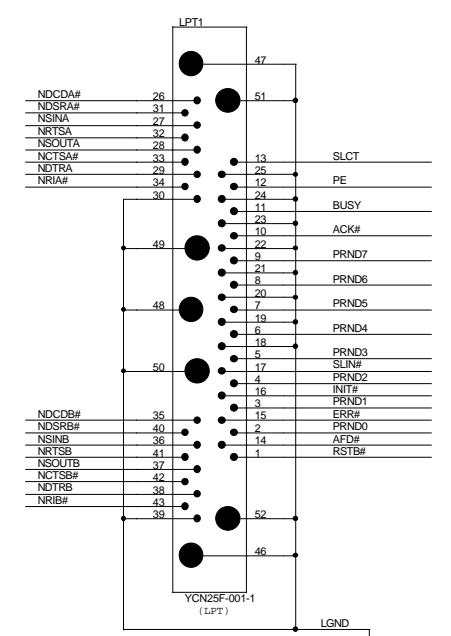 LPT1
47
NDCDA# 26 51
NDSRA# 31
NSINA 27
NRTSA 32
NSOUTA 28
NCTSA# 33 13 SLCT
NDTRA 29 25
NRIA# 34 12 PE
30 24
11 BUSY
23
10 ACK#
49 22
9 PRND7
21
8 PRND6
20
48 7 PRND5
19
6 PRND4
18
5 PRND3
50 17 SLIN#
4 PRND2
16 INIT#
3 PRND1
NDCDB# 35 15 ERR#
NDSRB# 40 2 PRND0
NSINB 36 14 AFD#
NRTSB 41 1 RSTB#
NSOUTB 37
NCTSB# 42
NDTRB 38
NRIB# 43
39 52
46
YCN25F-001-1
(LPT)
LGND